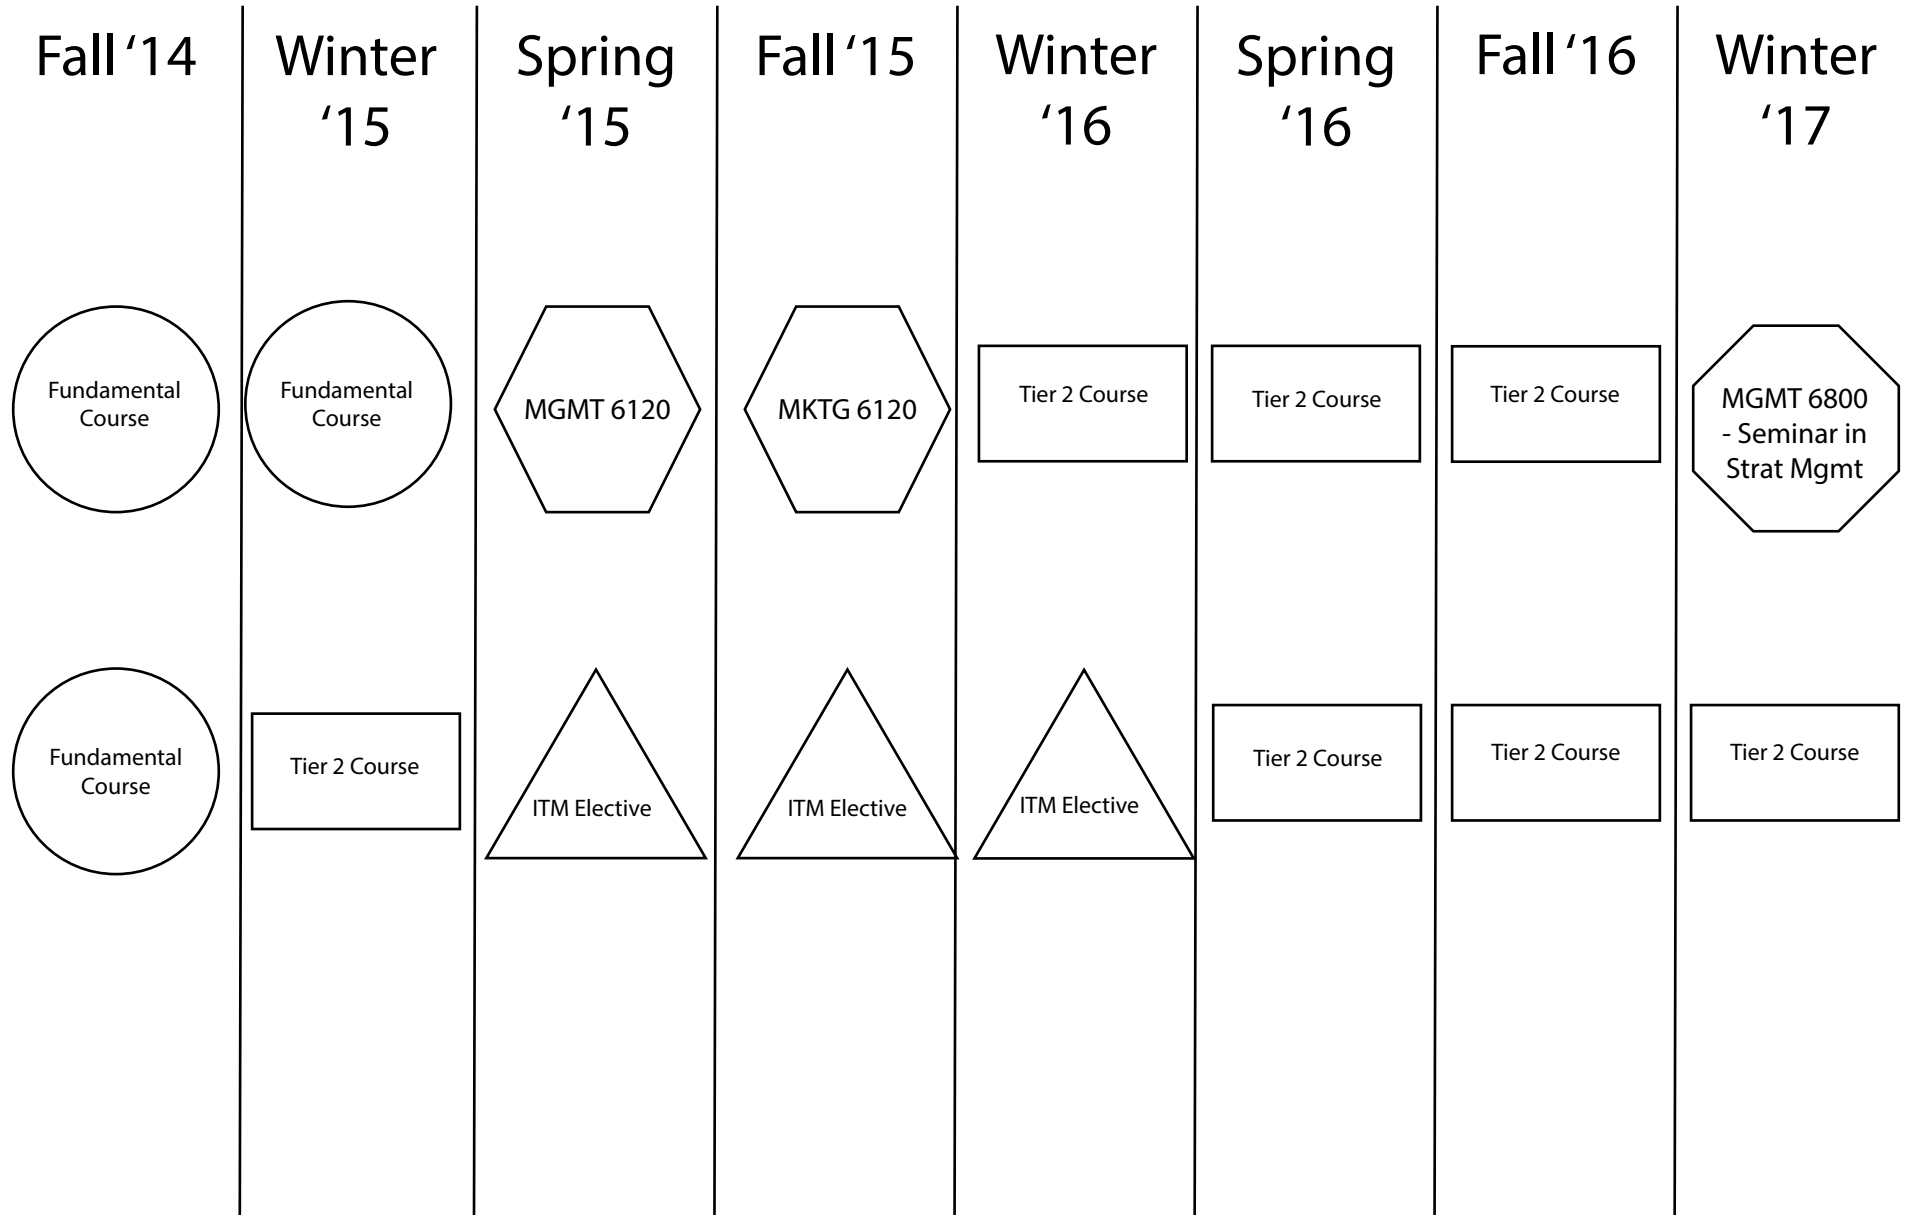 Fall ‘14
Winter
‘15
Spring
‘15
Fall ‘15
Winter
‘16
Spring
‘16
Fall ‘16
Winter
‘17
Fundamental
Course
Fundamental
Course
MGMT 6120
MKTG 6120
Tier 2 Course
Tier 2 Course
Tier 2 Course
MGMT 6800
- Seminar in
Strat Mgmt
Fundamental
Course
Tier 2 Course
ITM Elective
ITM Elective
ITM Elective
Tier 2 Course
Tier 2 Course
Tier 2 Course